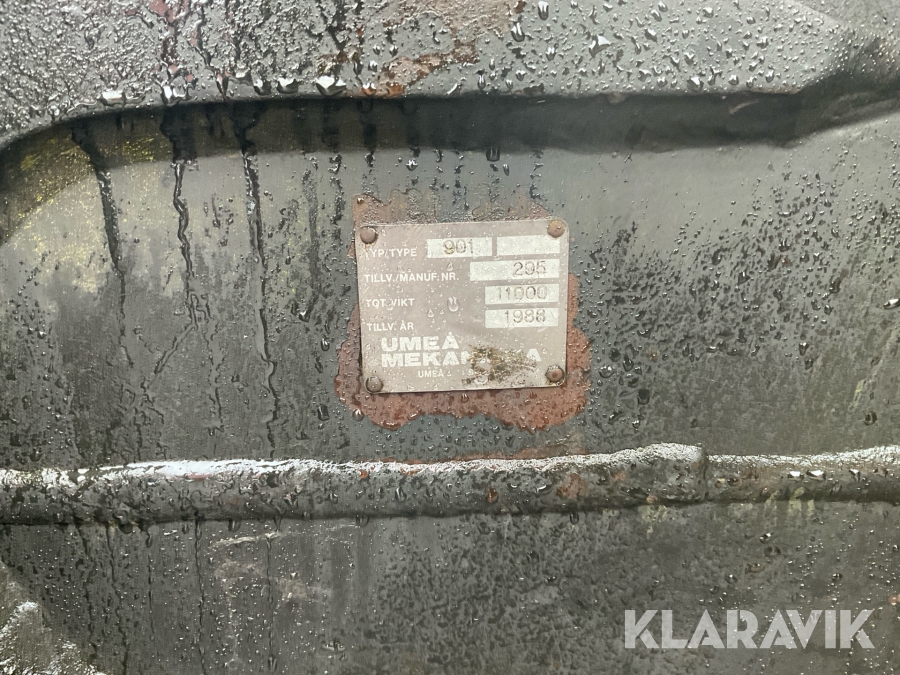 TYP/TYPE 901
TILLV./MANUF. NR. 295
TOT. VIKT 11000
TILLV. ÅR 1988
UMEÅ
UMEÅ
KLARAVIK